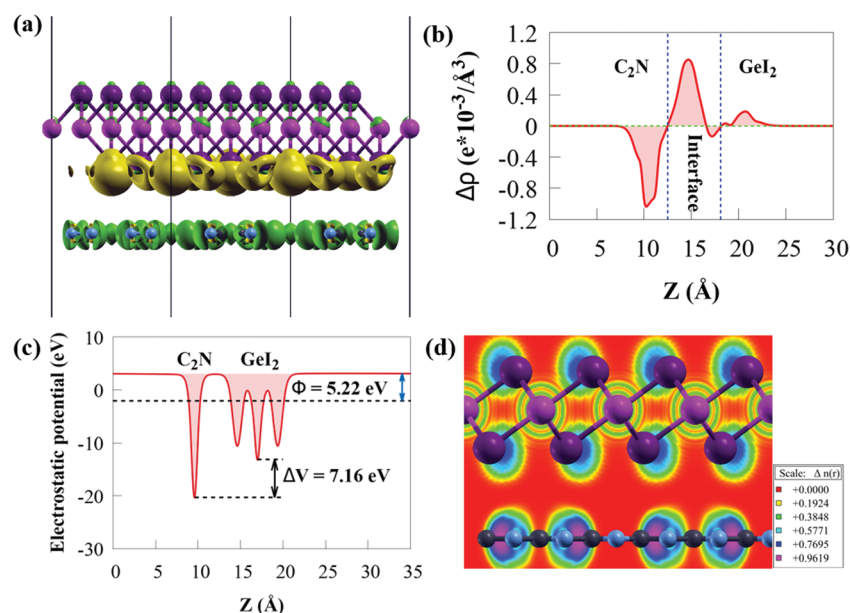 (a)
(b)
1.2
0.8
0.4
0
-0.4
-0.8
-1.2
Δρ (e*10⁻³/Å³)
C₂N
GeI₂
Interface
0 5 10 15 20 25 30
Z (Å)
(c)
10
0
-10
-20
-30
Electrostatic potential (eV)
C₂N GeI₂
Φ = 5.22 eV
ΔV = 7.16 eV
0 5 10 15 20 25 30 35
Z (Å)
(d)
Scale: Δ n(r)
+0.0000
+0.1924
+0.3848
+0.5771
+0.7695
+0.9619